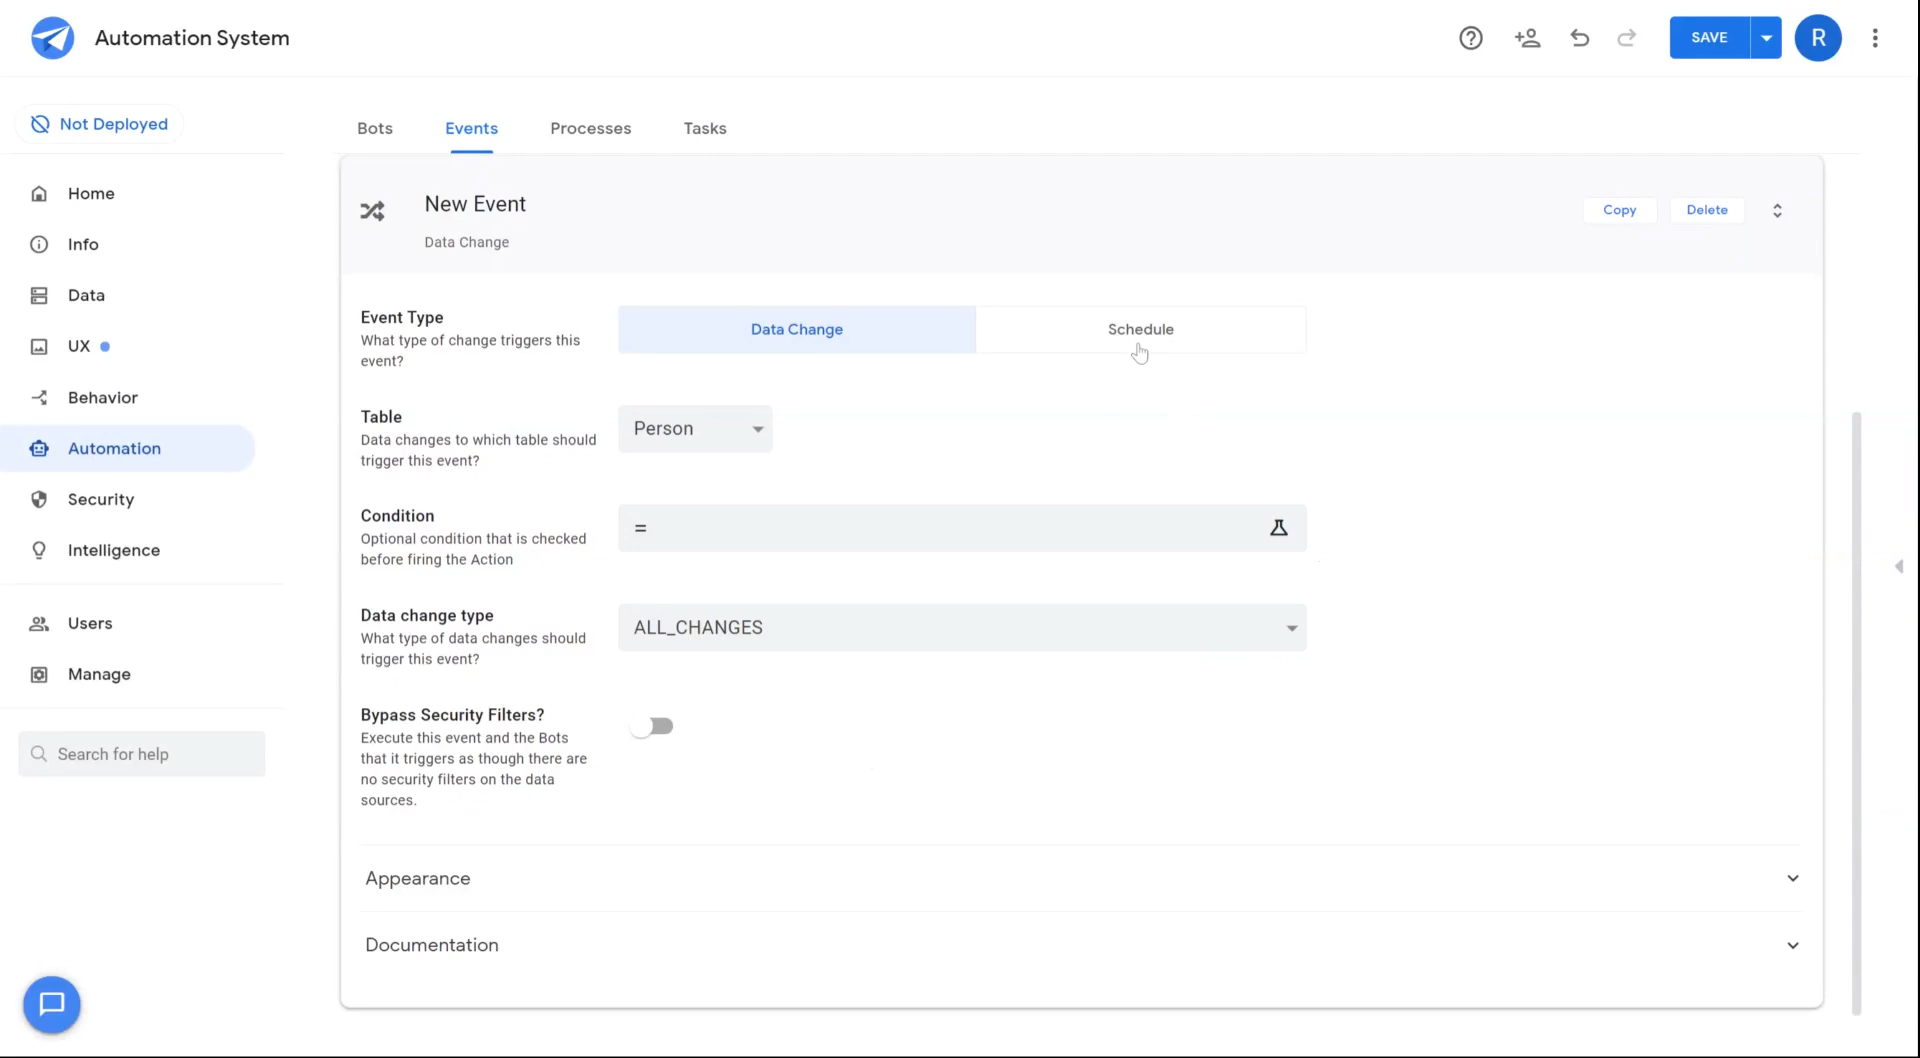 Automation System
SAVE
R
Not Deployed
Home
Info
Data
UX
Behavior
Automation
Security
Intelligence
Users
Manage
Search for help
Bots
Events
Processes
Tasks
New Event
Data Change
Copy
Delete
Event Type
What type of change triggers this
event?
Data Change
Schedule
Table
Data changes to which table should
trigger this event?
Person
Condition
Optional condition that is checked
before firing the Action
=
Data change type
What type of data changes should
trigger this event?
ALL_CHANGES
Bypass Security Filters?
Execute this event and the Bots
that it triggers as though there are
no security filters on the data
sources.
Appearance
Documentation